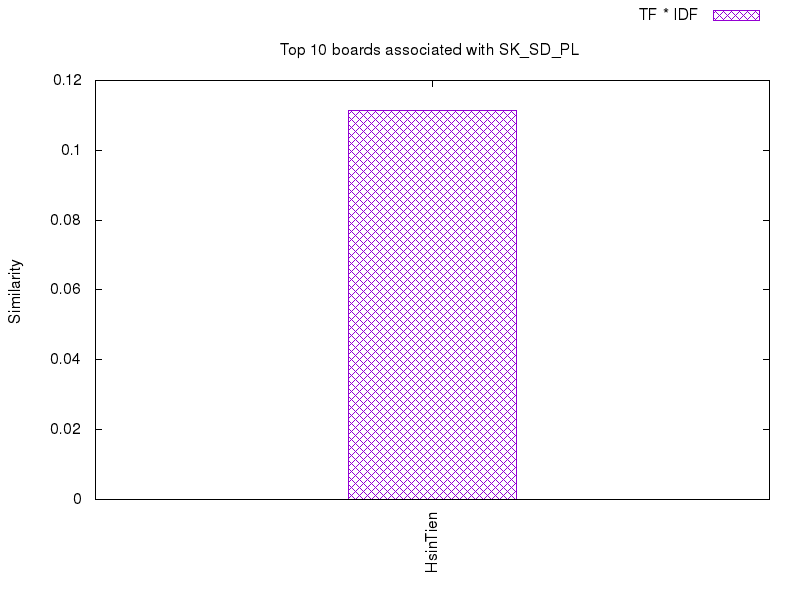 TF * IDF
Top 10 boards associated with SK_SD_PL
0.12
0.1
0.08
0.06
0.04
0.02
0
Similarity
HsinTien